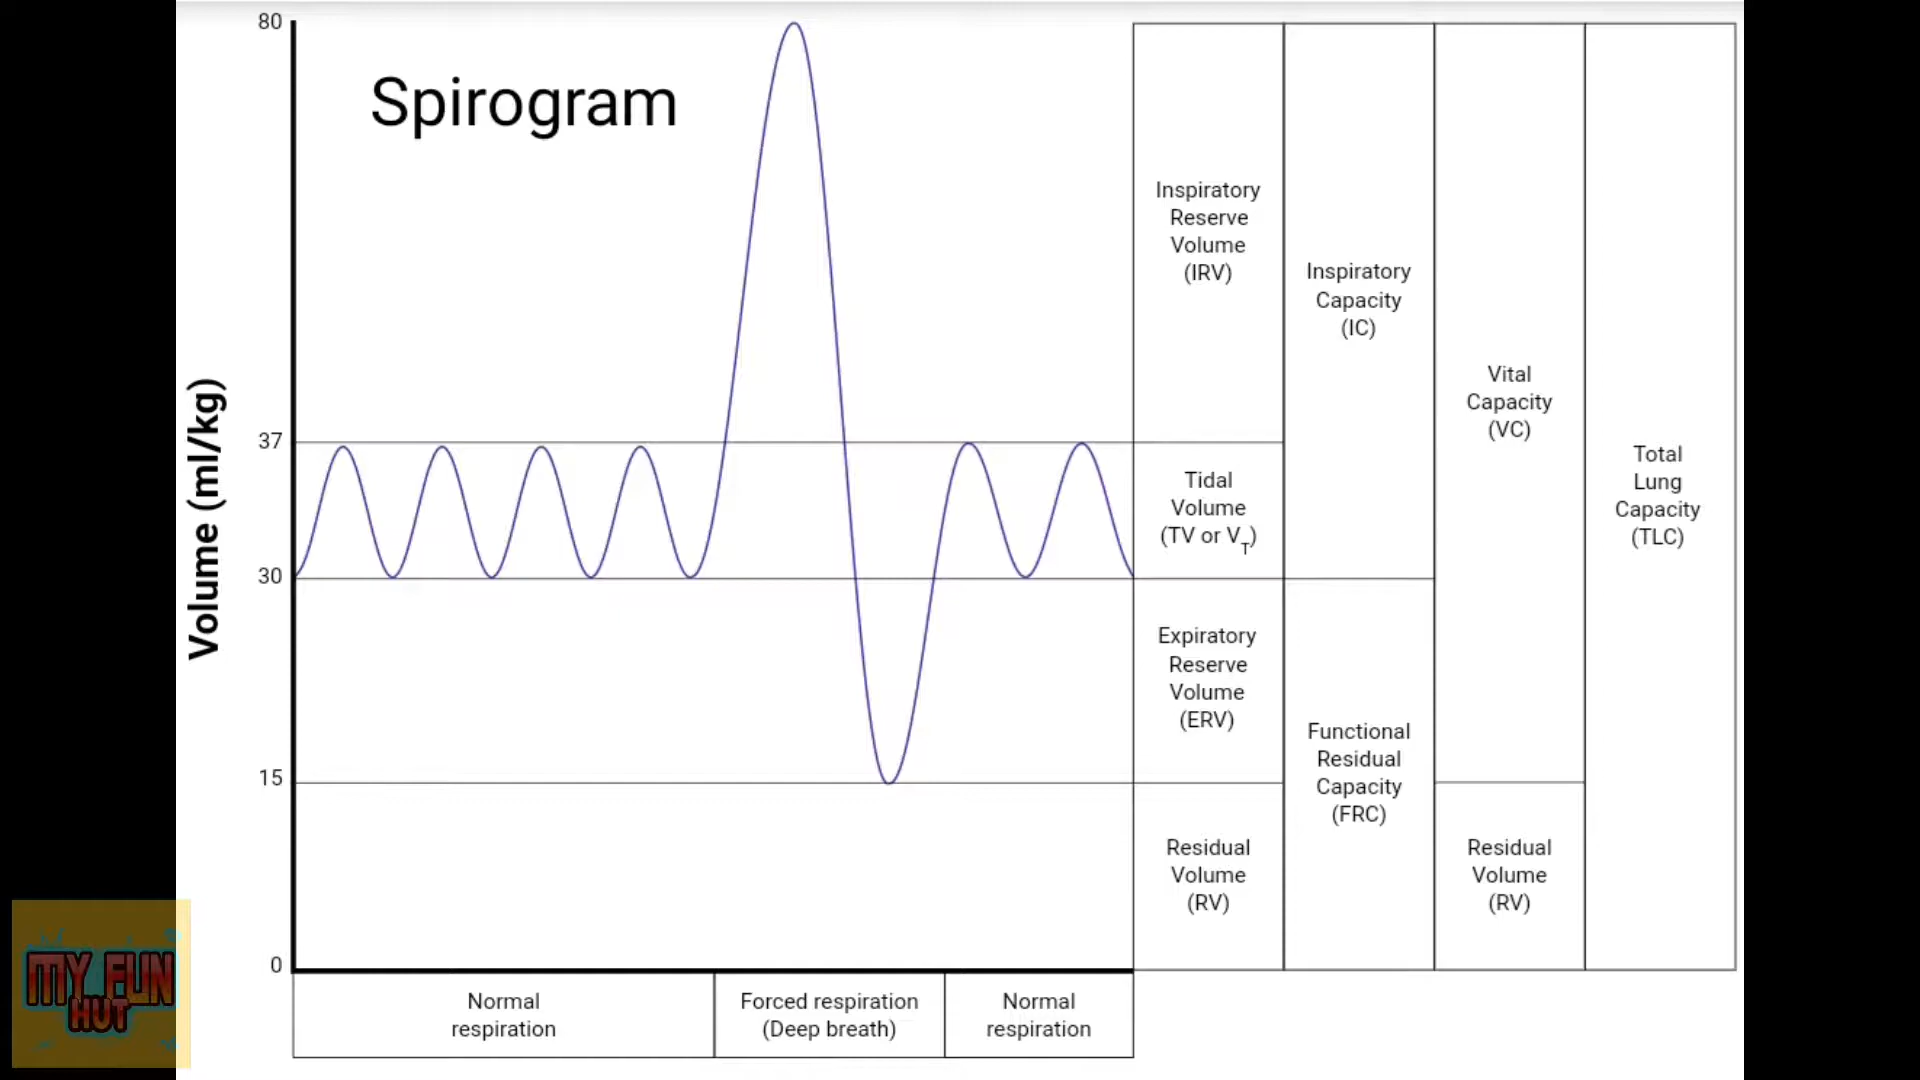 Spirogram
Volume (ml/kg)
80
37
30
15
0
Inspiratory
Reserve
Volume
(IRV)
Tidal
Volume
(TV or VT)
Expiratory
Reserve
Volume
(ERV)
Residual
Volume
(RV)
Inspiratory
Capacity
(IC)
Functional
Residual
Capacity
(FRC)
Vital
Capacity
(VC)
Residual
Volume
(RV)
Total
Lung
Capacity
(TLC)
Normal
respiration
Forced respiration
(Deep breath)
Normal
respiration
MY FUN
HUT